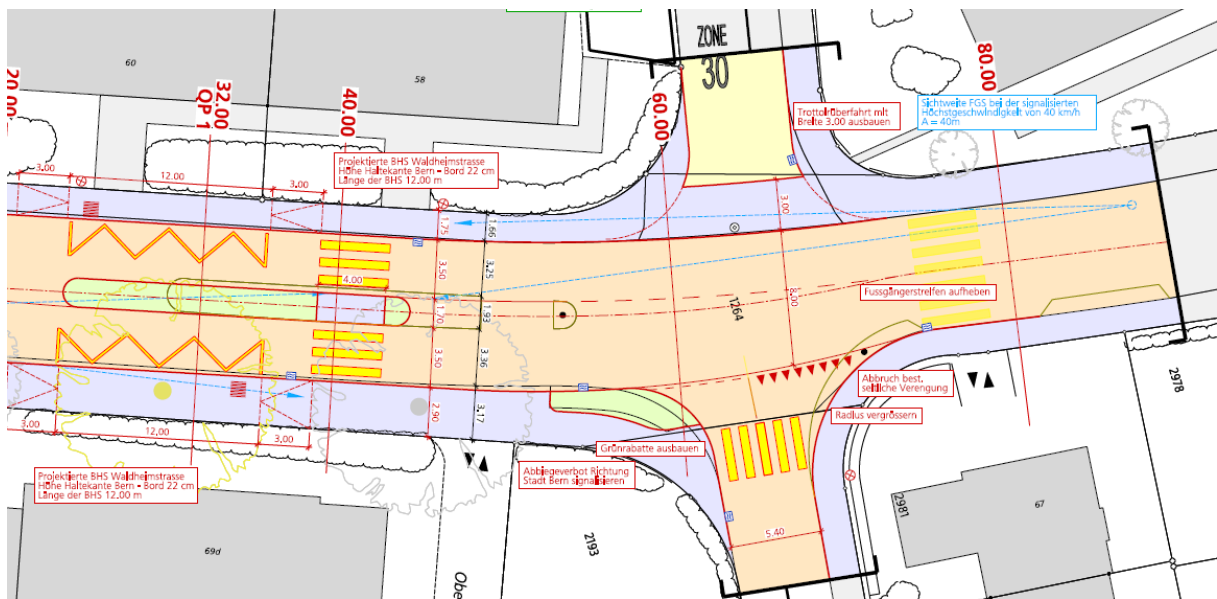 ZONE
30
60
58
20.00
32.00
QP 1
40.00
60.00
80.00
Trottoirüberfahrt mit
Breite 3.00 ausbauen
Sichtweite FGS bei der signalisierten
Höchstgeschwindigkeit von 40 km/h
A = 40m
Projektierte BHS Waldheimstrasse
Höhe Haltekante Bern - Bord 22 cm
Länge der BHS 12.00 m
3.00
12.00
3.00
1.75
1.66
3.00
3.50
3.25
4.00
8.00
Fussgängerstreifen aufheben
1.70
1.93
1264
3.50
3.36
Abbruch best.
seitliche Verengung
2978
2.90
3.17
Radius vergrössern
3.00
12.00
3.00
Grünrabatte ausbauen
Abbiegeverbot Richtung
Stadt Bern signalisieren
Projektierte BHS Waldheimstrasse
Höhe Haltekante Bern - Bord 22 cm
Länge der BHS 12.00 m
2981
67
5.40
69d
2193
Obe